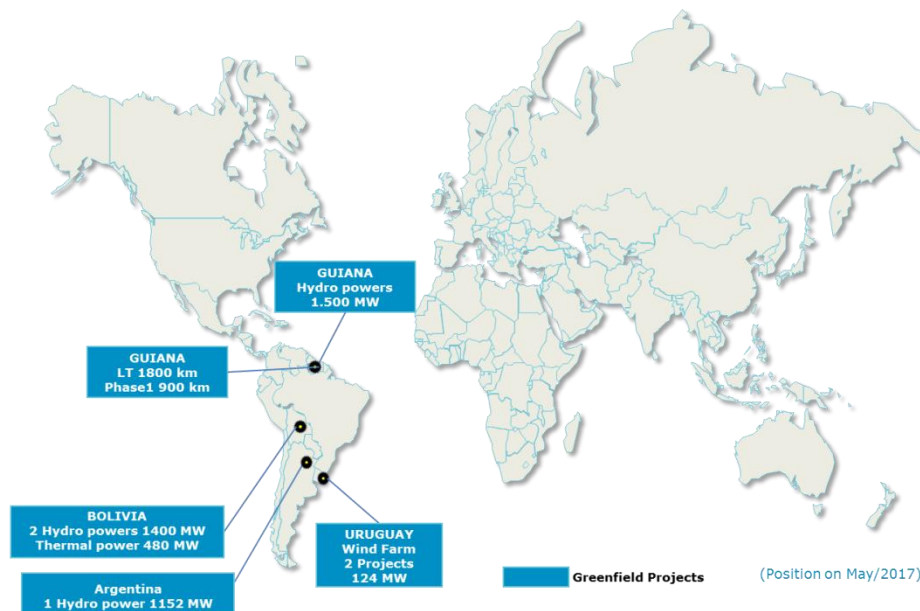 GUIANA
Hydro powers
1.500 MW
GUIANA
LT 1800 km
Phase1 900 km
BOLIVIA
2 Hydro powers 1400 MW
Thermal power 480 MW
URUGUAY
Wind Farm
2 Projects
124 MW
Argentina
1 Hydro power 1152 MW
Greenfield Projects
(Position on May/2017)